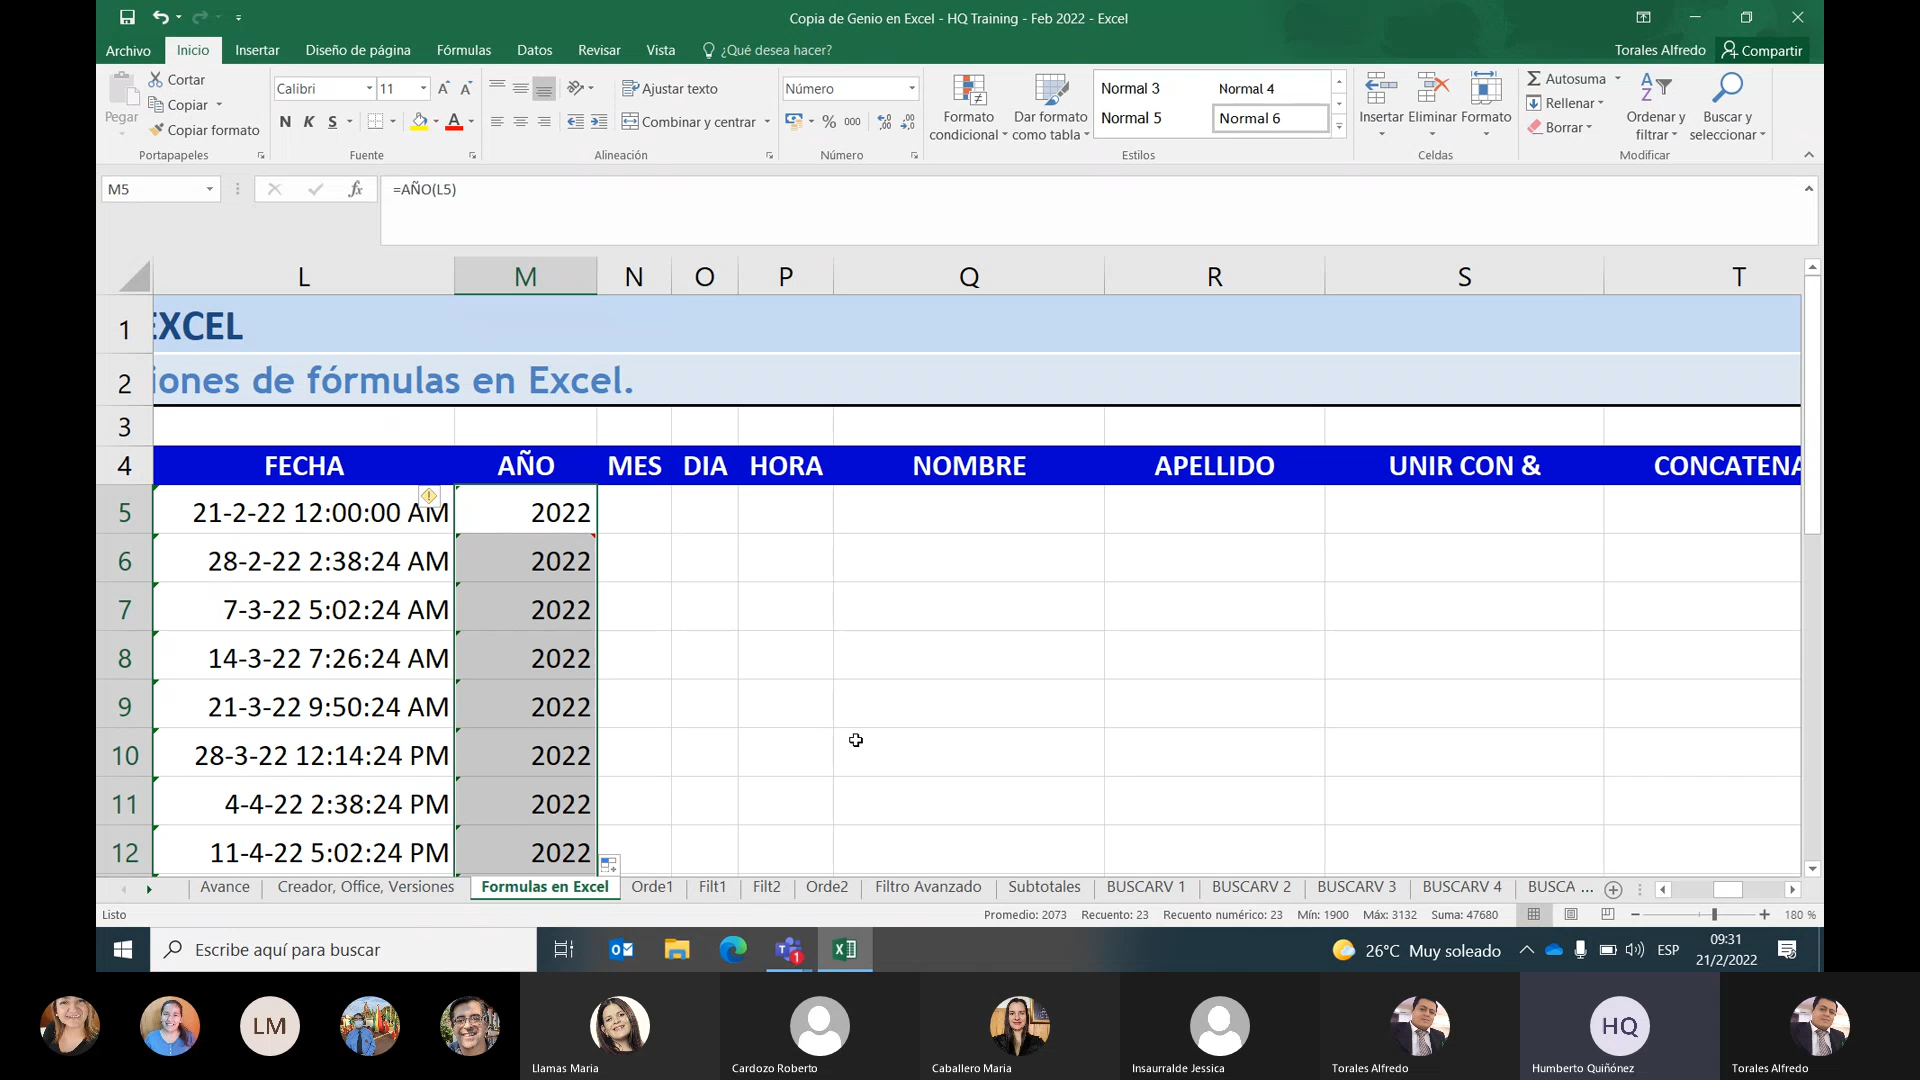 Copia de Genio en Excel - HQ Training - Feb 2022 - Excel
Archivo Inicio Insertar Diseño de página Fórmulas Datos Revisar Vista ¿Qué desea hacer? Torales Alfredo Compartir
Pegar
Cortar
Copiar
Copiar formato
Portapapeles
Calibri 11
N K S
Fuente
Ajustar texto
Combinar y centrar
Alineación
Número
% 000
Número
Formato condicional
Dar formato como tabla
Normal 3 Normal 4
Normal 5 Normal 6
Estilos
Insertar Eliminar Formato
Celdas
Autosuma
Rellenar
Borrar
Ordenar y filtrar
Buscar y seleccionar
Modificar
M5 fx =AÑO(L5)
L M N O P Q R S T
1 EXCEL
2 iones de fórmulas en Excel.
3
4 FECHA AÑO MES DIA HORA NOMBRE APELLIDO UNIR CON & CONCATENA
5 21-2-22 12:00:00 AM 2022
6 28-2-22 2:38:24 AM 2022
7 7-3-22 5:02:24 AM 2022
8 14-3-22 7:26:24 AM 2022
9 21-3-22 9:50:24 AM 2022
10 28-3-22 12:14:24 PM 2022
11 4-4-22 2:38:24 PM 2022
12 11-4-22 5:02:24 PM 2022
Avance Creador, Office, Versiones Formulas en Excel Orde1 Filt1 Filt2 Orde2 Filtro Avanzado Subtotales BUSCARV 1 BUSCARV 2 BUSCARV 3 BUSCARV 4 BUSCA ...
Listo Promedio: 2073 Recuento: 23 Recuento numérico: 23 Mín: 1900 Máx: 3132 Suma: 47680 180 %
Escribe aquí para buscar 1 26°C Muy soleado ESP 09:31
21/2/2022
LM HQ
Llamas Maria Cardozo Roberto Caballero Maria Insaurralde Jessica Torales Alfredo Humberto Quiñónez Torales Alfredo